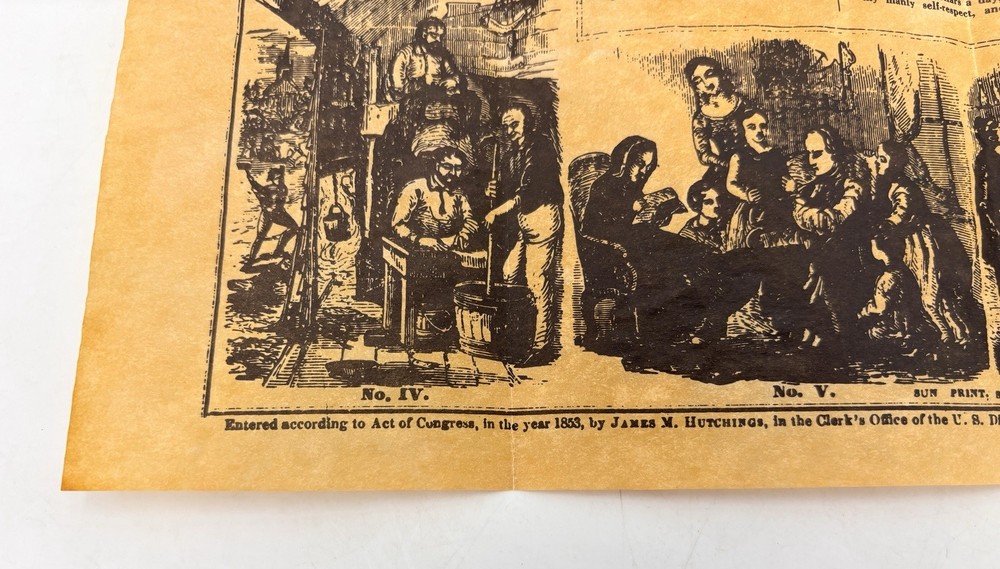 manly self-respect, an
No. IV.
No. V.
SUN PRINT,
Entered according to Act of Congress, in the year 1853, by JAMES M. HUTCHINGS, in the Clerk's Office of the U. S. Di